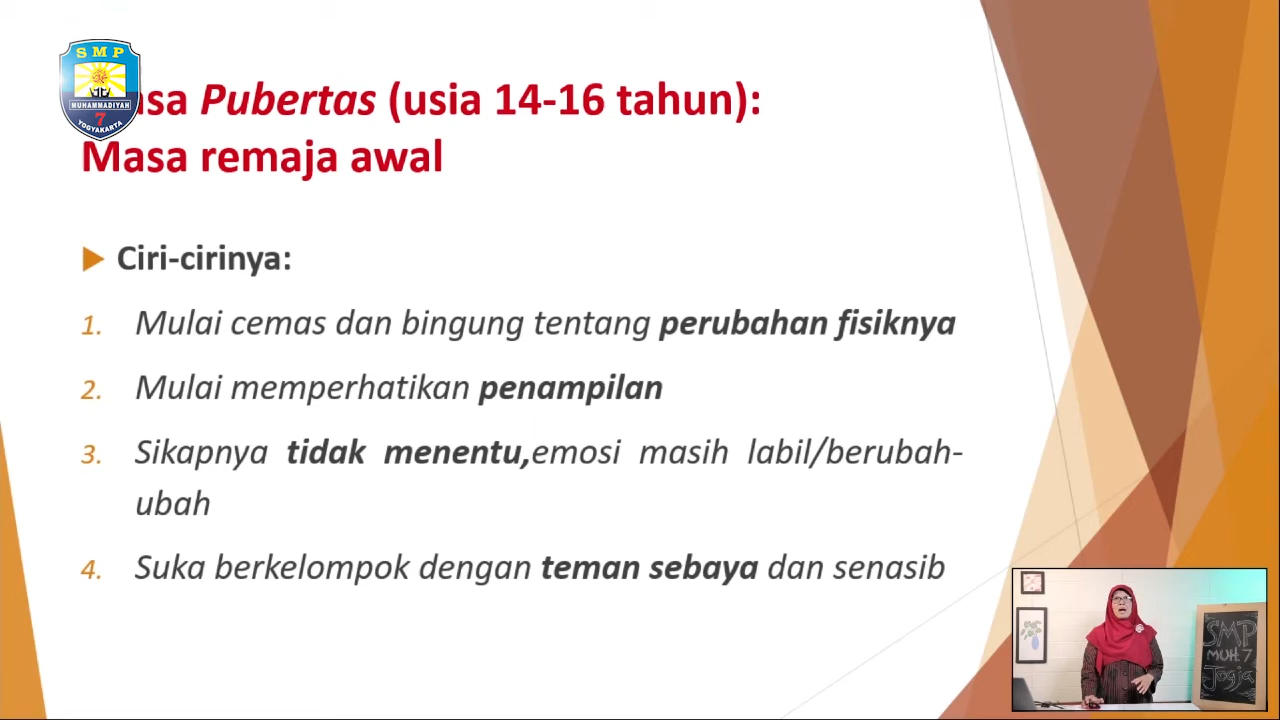 SMP
MUHAMMADIYAH
7
YOGYAKARTA
Pubertas (usia 14-16 tahun):
Masa remaja awal
Ciri-cirinya:
1. Mulai cemas dan bingung tentang perubahan fisiknya
2. Mulai memperhatikan penampilan
3. Sikapnya tidak menentu,emosi masih labil/berubah-
ubah
4. Suka berkelompok dengan teman sebaya dan senasib
SMP
MUH. 7
Jogja